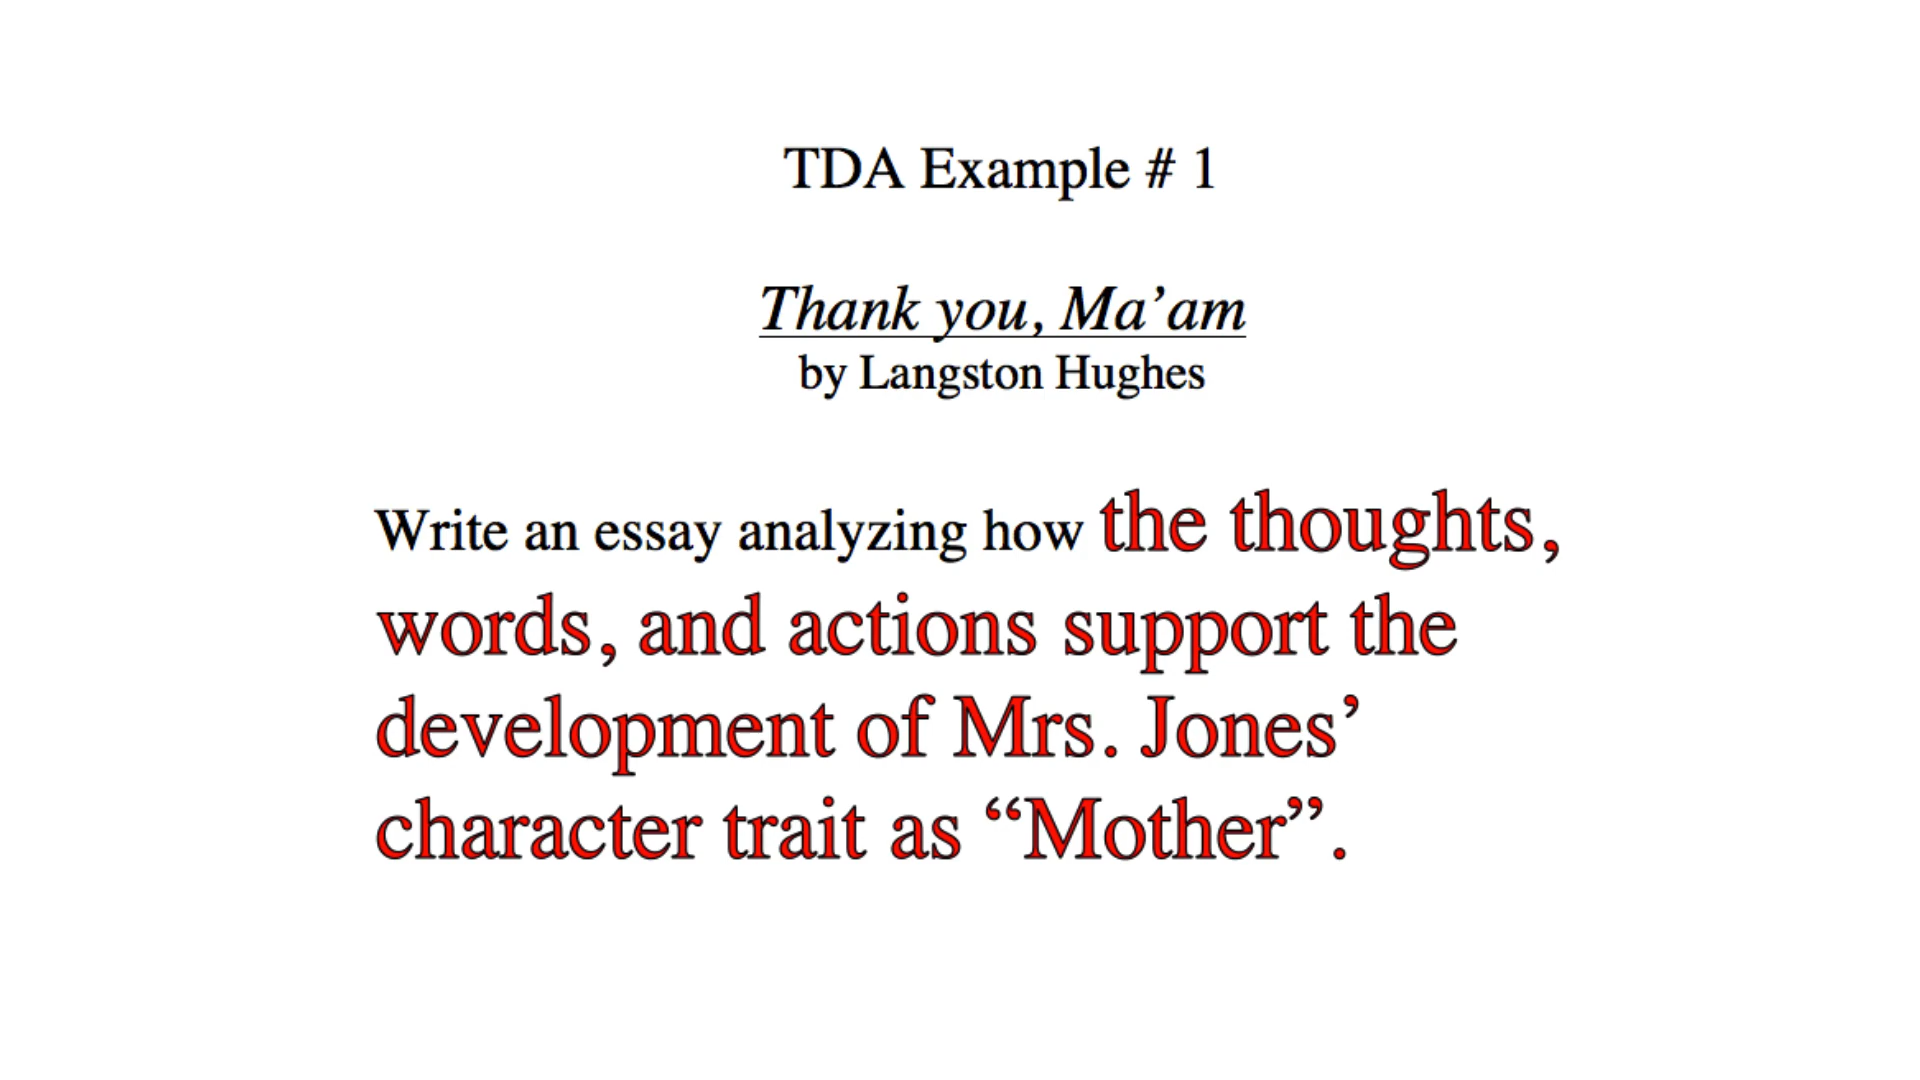 TDA Example # 1
Thank you, Ma’am
by Langston Hughes
Write an essay analyzing how the thoughts,
words, and actions support the
development of Mrs. Jones’
character trait as “Mother”.